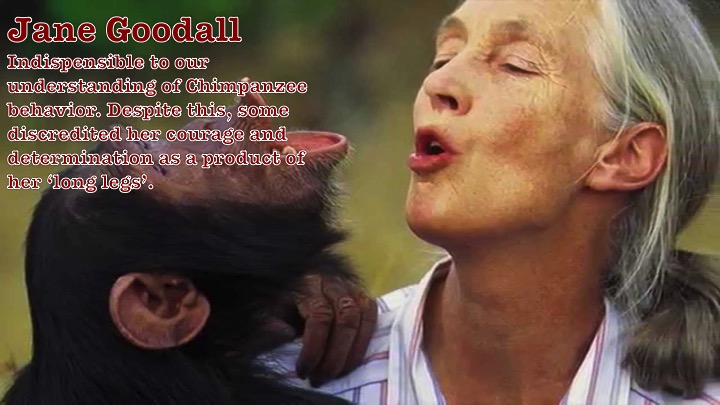 Jane Goodall
Indispensible to our
understanding of Chimpanzee
behavior. Despite this, some
discredited her courage and
determination as a product of
her ‘long legs’.